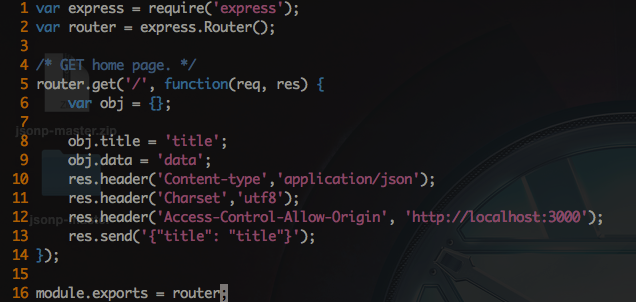 1 var express = require('express');
2 var router = express.Router();
3
4 /* GET home page. */
5 router.get('/', function(req, res) {
6     var obj = {};
7
jsonp-master.zip
8     obj.title = 'title';
9     obj.data = 'data';
10     res.header('Content-type','application/json');
11     res.header('Charset','utf8');
12     res.header('Access-Control-Allow-Origin', 'http://localhost:3000');
jsonp-master
13     res.send('{"title": "title"}');
14 });
15
16 module.exports = router;